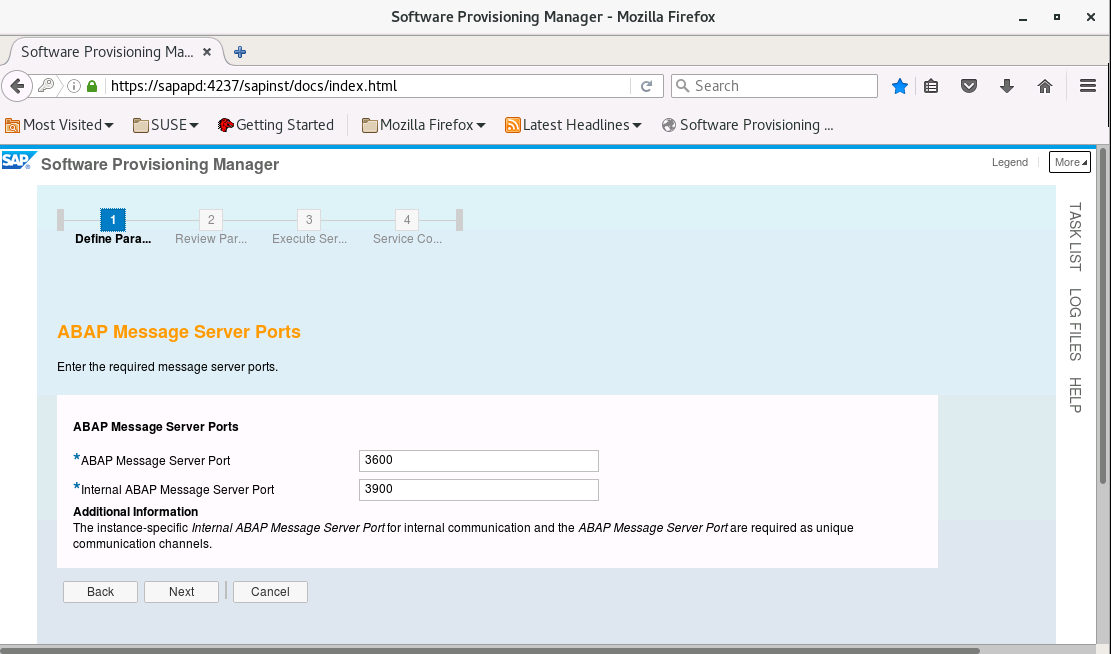 Software Provisioning Manager - Mozilla Firefox
Software Provisioning Ma...
https://sapapd:4237/sapinst/docs/index.html
Search
Most Visited
SUSE
Getting Started
Mozilla Firefox
Latest Headlines
Software Provisioning ...
SAP
Software Provisioning Manager
Legend
More
1
2
3
4
Define Para...
Review Par...
Execute Ser...
Service Co...
TASK LIST
LOG FILES
HELP
ABAP Message Server Ports
Enter the required message server ports.
ABAP Message Server Ports
*ABAP Message Server Port
3600
*Internal ABAP Message Server Port
3900
Additional Information
The instance-specific Internal ABAP Message Server Port for internal communication and the ABAP Message Server Port are required as unique
communication channels.
Back
Next
Cancel